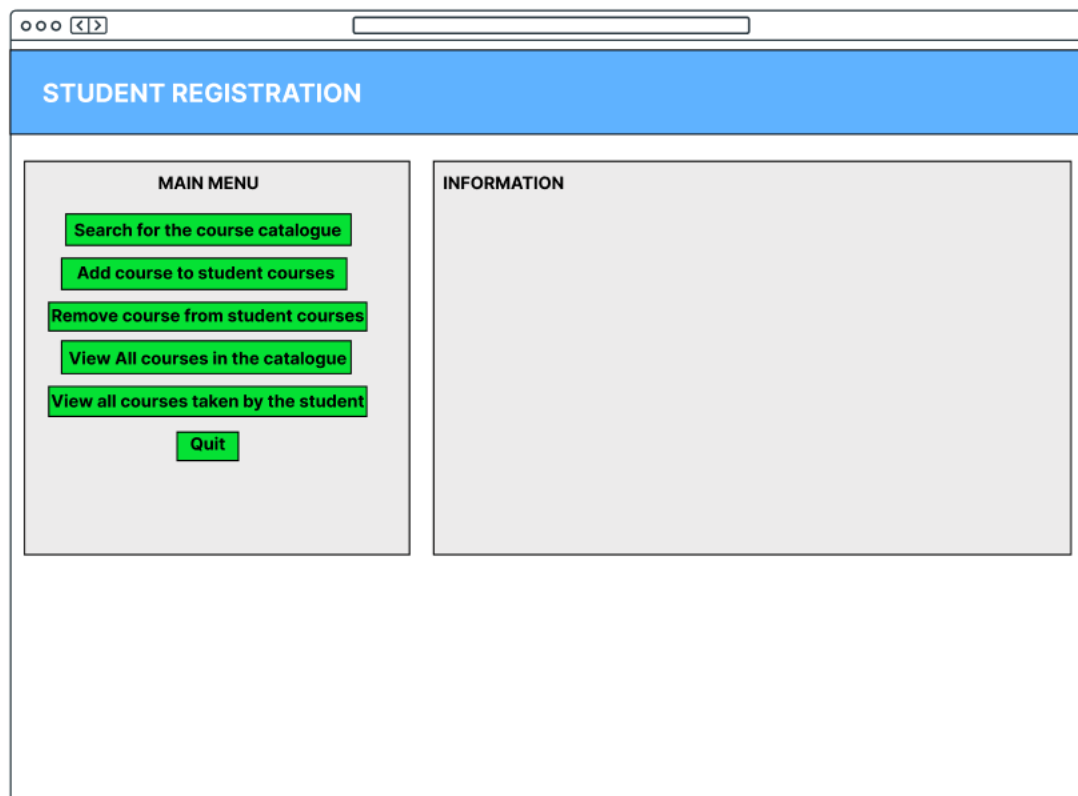 STUDENT REGISTRATION
MAIN MENU
Search for the course catalogue
Add course to student courses
Remove course from student courses
View All courses in the catalogue
View all courses taken by the student
Quit
INFORMATION